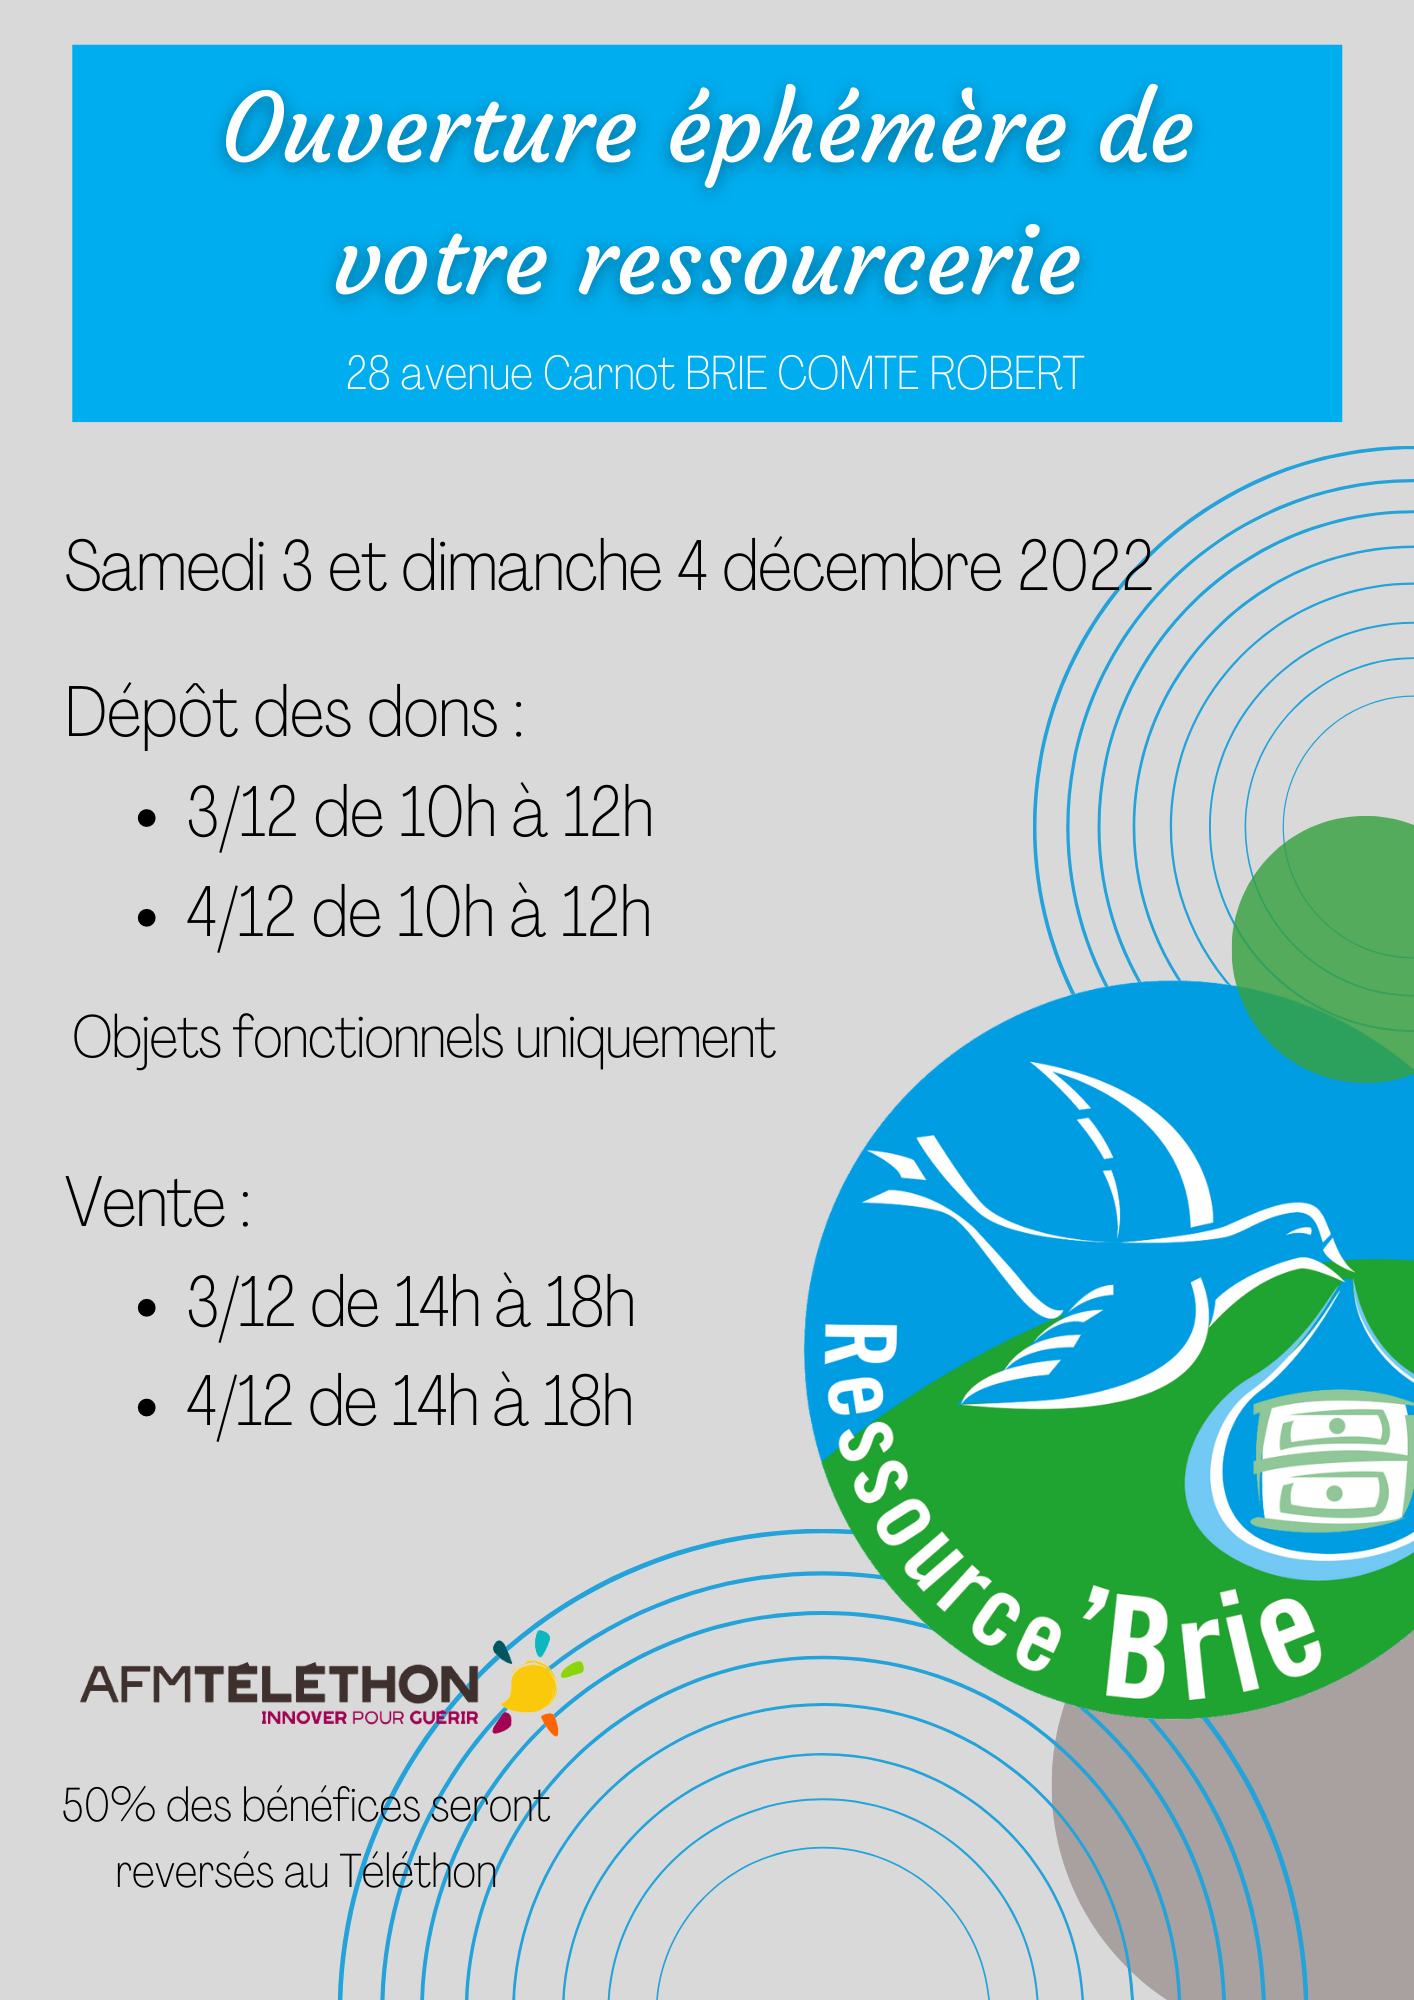 Ouverture éphémère de
votre ressourcerie
28 avenue Carnot BRIE COMTE ROBERT
Samedi 3 et dimanche 4 décembre 2022
Dépôt des dons :
• 3/12 de 10h à 12h
• 4/12 de 10h à 12h
Objets fonctionnels uniquement
Vente :
• 3/12 de 14h à 18h
• 4/12 de 14h à 18h
Ressource 'Brie
AFMTÉLÉTHON
INNOVER POUR GUÉRIR
50% des bénéfices seront
reversés au Téléthon